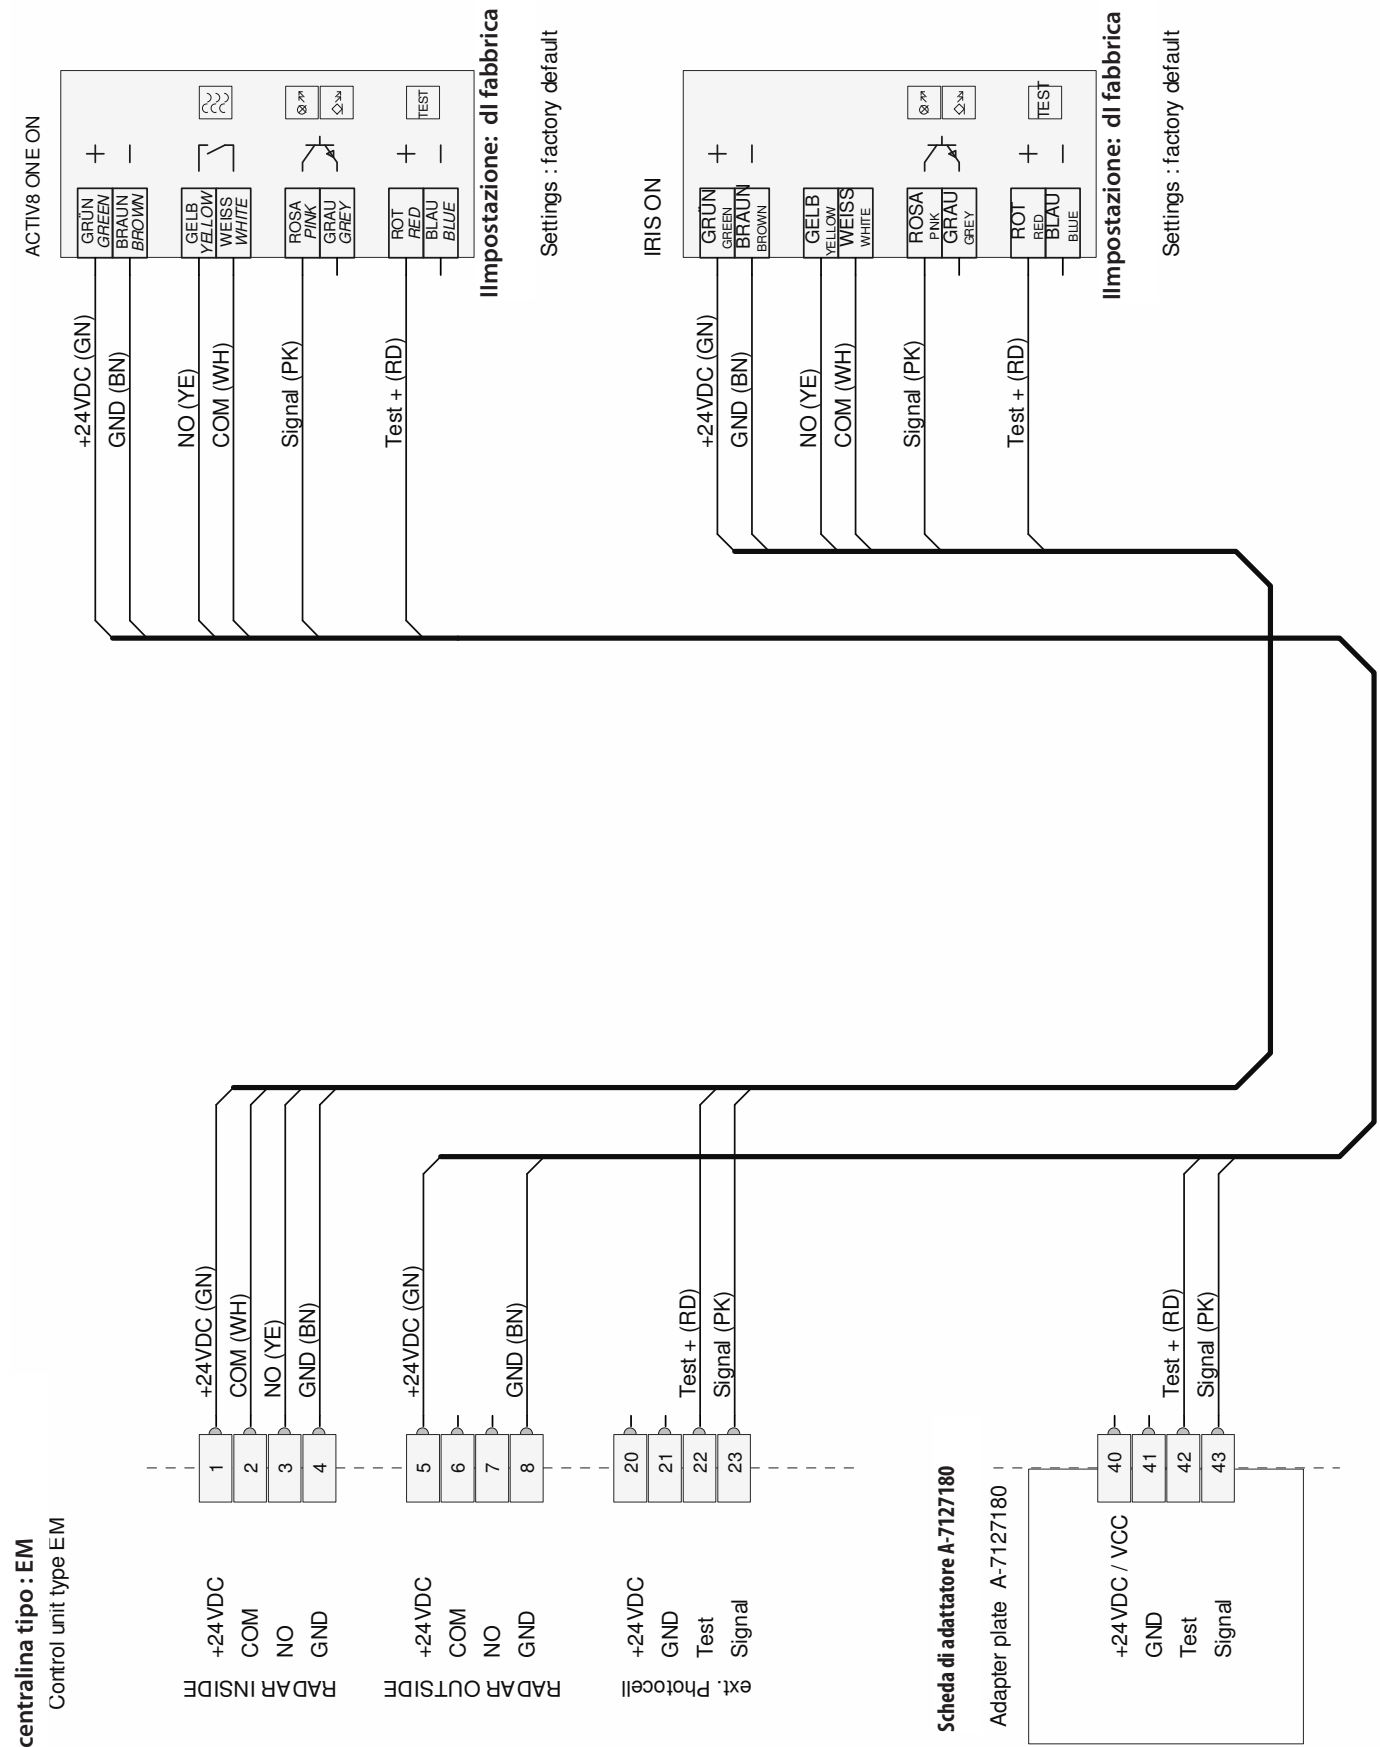 centralina tipo : EM
Control unit type EM
RADAR INSIDE
+24VDC
COM
NO
GND
1
2
3
4
+24VDC (GN)
COM (WH)
NO (YE)
GND (BN)
RADAR OUTSIDE
+24VDC
COM
NO
GND
5
6
7
8
+24VDC (GN)
GND (BN)
ext. Photocell
+24VDC
GND
Test
Signal
20
21
22
23
Test + (RD)
Signal (PK)
Scheda di adattatore A-7127180
Adapter plate A-7127180
+24VDC / VCC
GND
Test
Signal
40
41
42
43
Test + (RD)
Signal (PK)
ACTIV8 ONE ON
+24VDC (GN)
GND (BN)
NO (YE)
COM (WH)
Signal (PK)
Test + (RD)
GRÜN
GREEN
BRAUN
BROWN
GELB
YELLOW
WEISS
WHITE
ROSA
PINK
GRAU
GREY
ROT
RED
BLAU
BLUE
+
−
+
−
TEST
IImpostazione: dI fabbrica
Settings : factory default
IRIS ON
+24VDC (GN)
GND (BN)
NO (YE)
COM (WH)
Signal (PK)
Test + (RD)
GRÜN
GREEN
BRAUN
BROWN
GELB
YELLOW
WEISS
WHITE
ROSA
PINK
GRAU
GREY
ROT
RED
BLAU
BLUE
+
−
+
−
TEST
IImpostazione: dI fabbrica
Settings : factory default